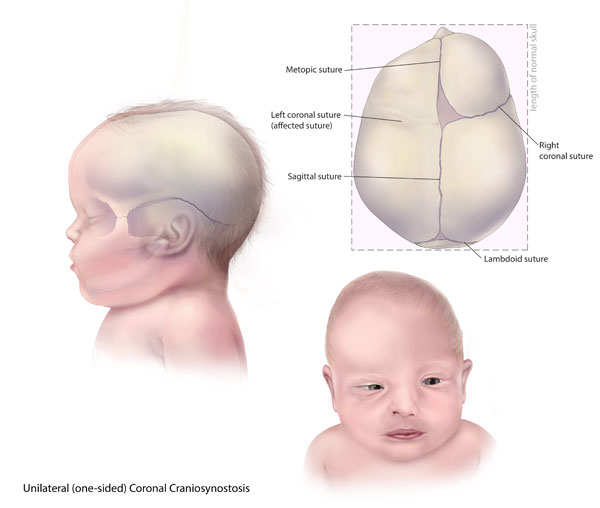 Metopic suture
length of normal skull
Left coronal suture
(affected suture)
Right
coronal suture
Sagittal suture
Lambdoid suture
Unilateral (one-sided) Coronal Craniosynostosis